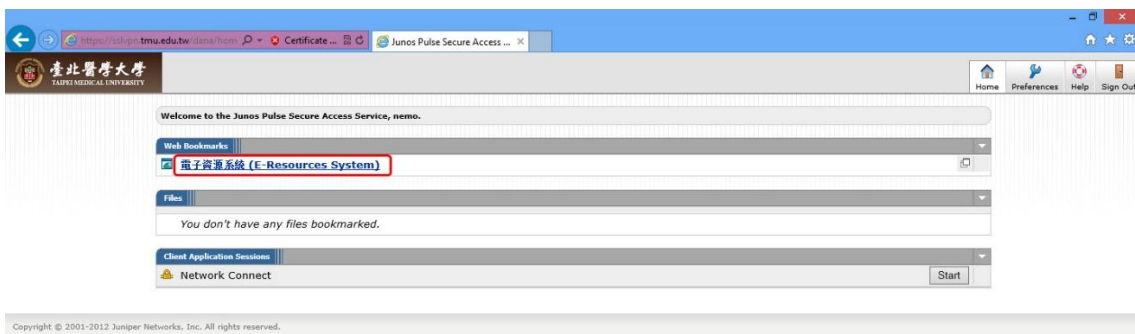 https://sslvpn.tmu.edu.tw/dana/hom
Certificate ...
Junos Pulse Secure Access ...
臺北醫學大學
TAIPEI MEDICAL UNIVERSITY
Home Preferences Help Sign Out
Welcome to the Junos Pulse Secure Access Service, nemo.
Web Bookmarks
電子資源系統 (E-Resources System)
Files
You don't have any files bookmarked.
Client Application Sessions
Network Connect
Start
Copyright © 2001-2012 Juniper Networks, Inc. All rights reserved.